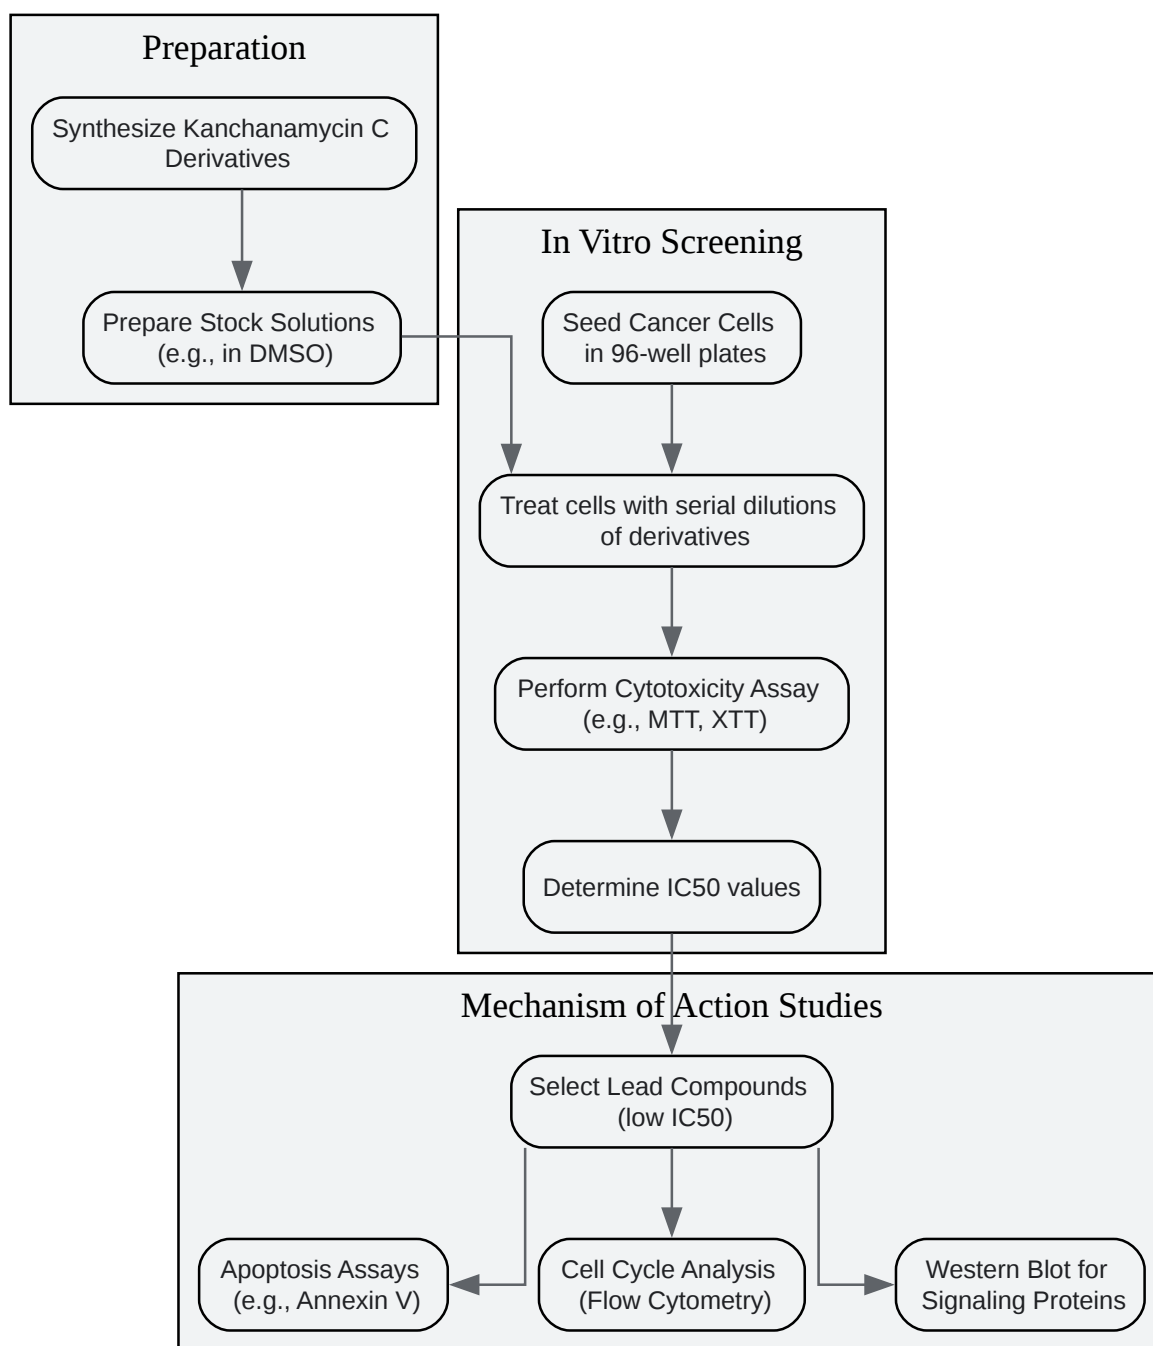 Preparation
Synthesize Kanchanamycin C
Derivatives
Prepare Stock Solutions
(e.g., in DMSO)
In Vitro Screening
Seed Cancer Cells
in 96-well plates
Treat cells with serial dilutions
of derivatives
Perform Cytotoxicity Assay
(e.g., MTT, XTT)
Determine IC50 values
Mechanism of Action Studies
Select Lead Compounds
(low IC50)
Apoptosis Assays
(e.g., Annexin V)
Cell Cycle Analysis
(Flow Cytometry)
Western Blot for
Signaling Proteins